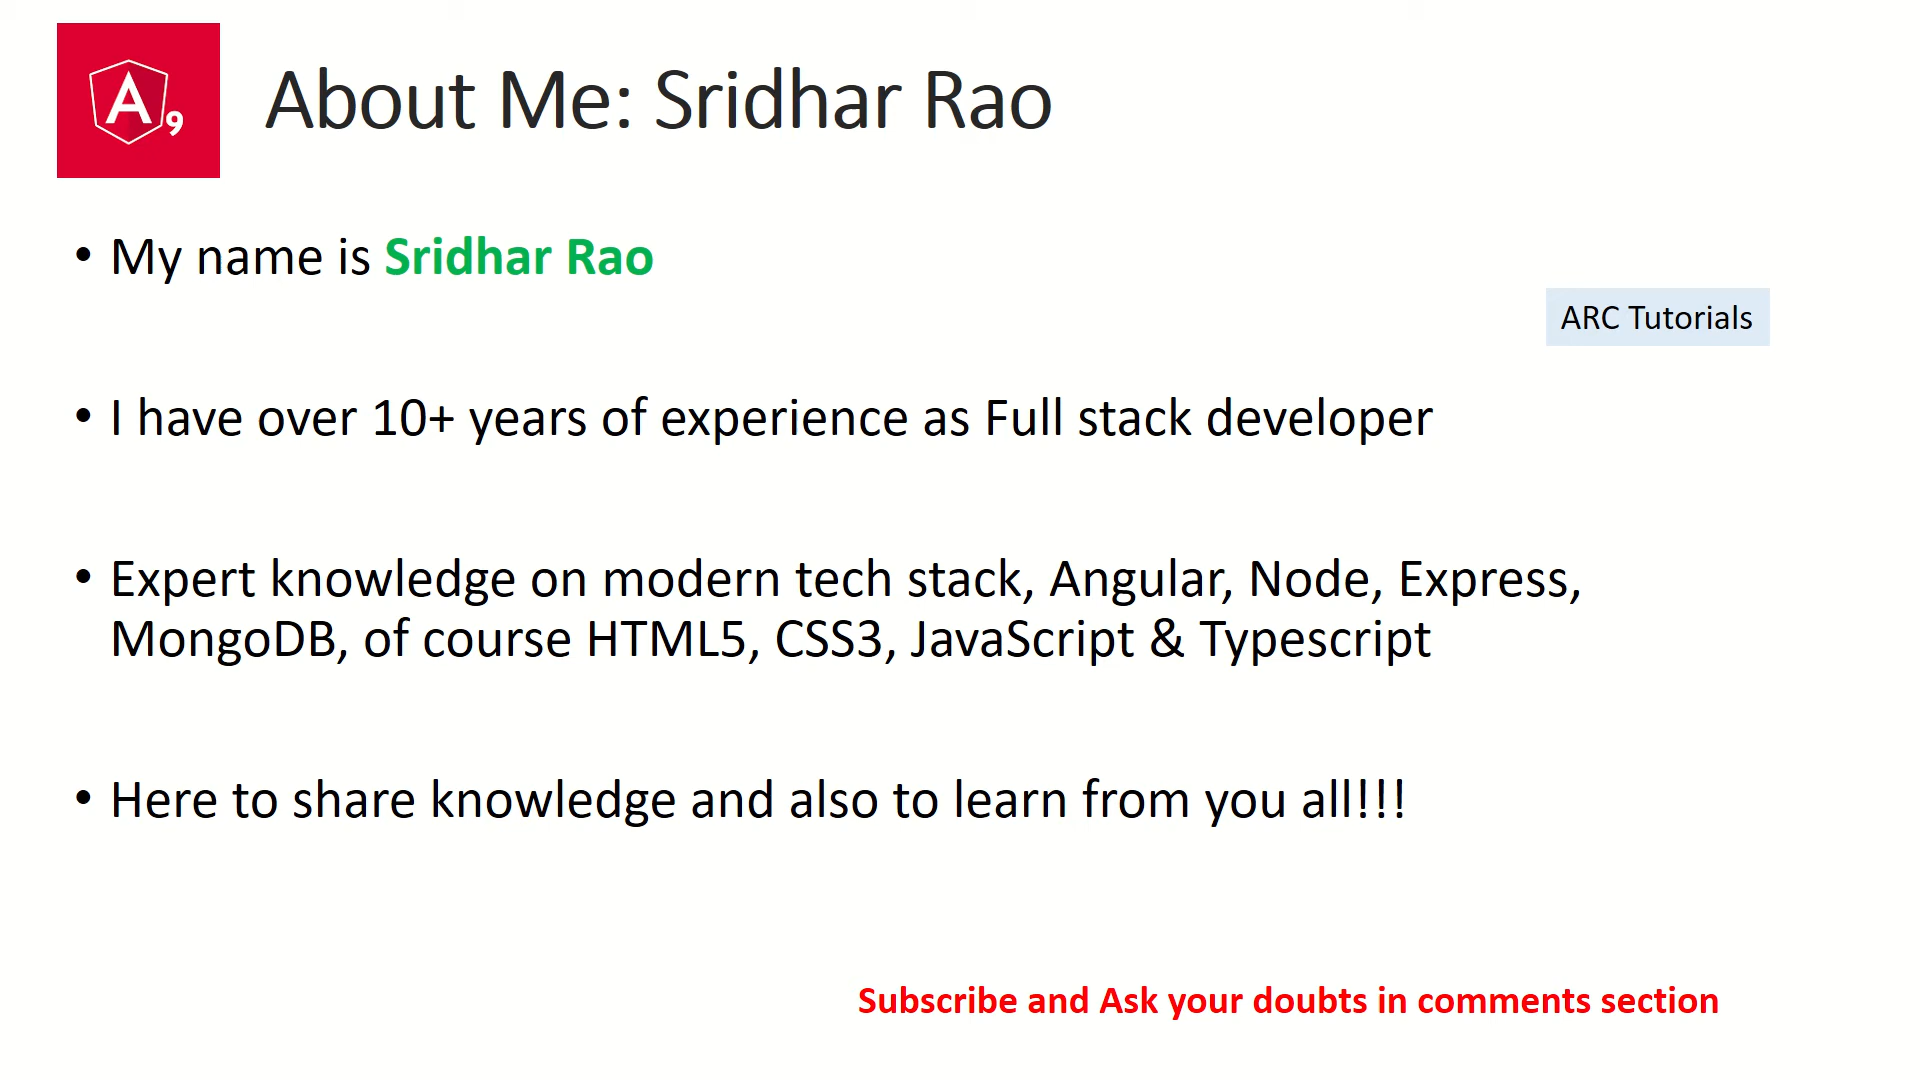 A9
About Me: Sridhar Rao
• My name is Sridhar Rao
ARC Tutorials
• I have over 10+ years of experience as Full stack developer
• Expert knowledge on modern tech stack, Angular, Node, Express,
MongoDB, of course HTML5, CSS3, JavaScript & Typescript
• Here to share knowledge and also to learn from you all!!!
Subscribe and Ask your doubts in comments section